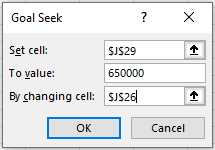 Goal Seek
Set cell: $J$29
To value: 650000
By changing cell: $J$26
OK Cancel